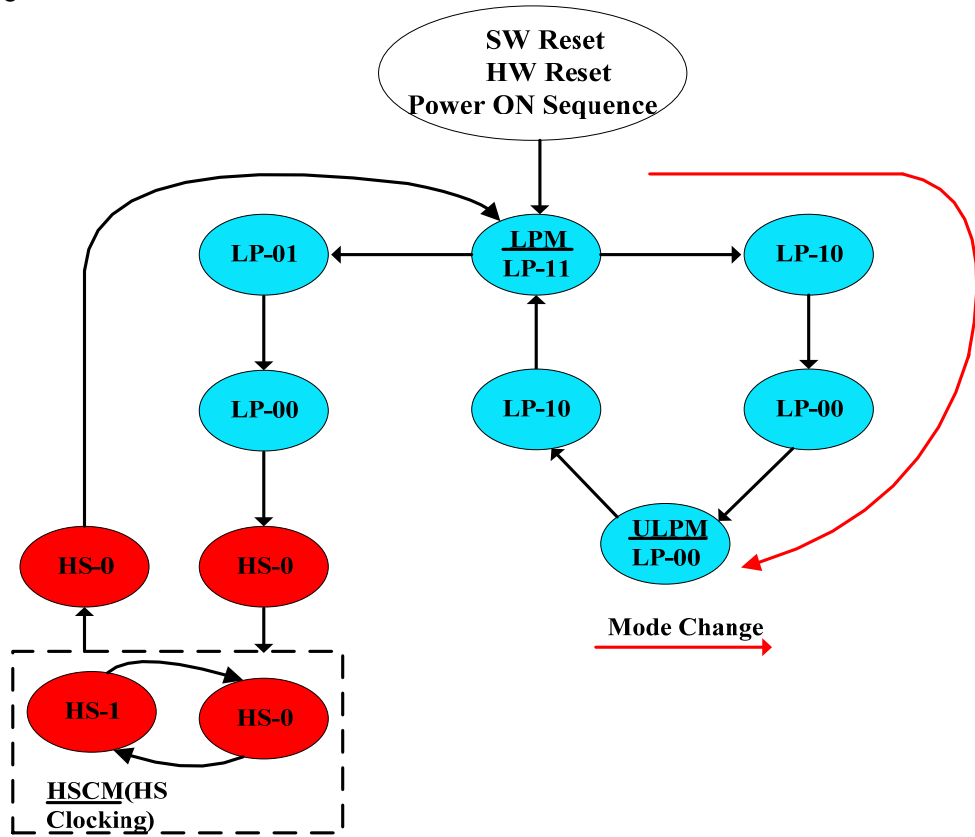 g
SW Reset
HW Reset
Power ON Sequence
LP-01
LPM
LP-11
LP-10
LP-00
LP-10
LP-00
ULPM
LP-00
HS-0
HS-0
Mode Change
HS-1
HS-0
HSCM(HS
Clocking)